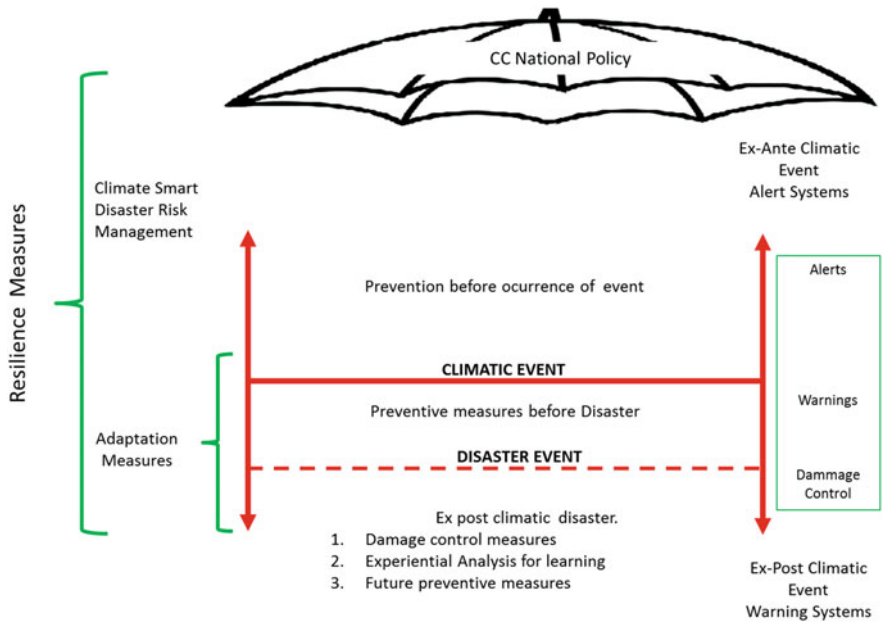 CC National Policy
Ex-Ante Climatic
Event
Alert Systems
Resilience Measures
Climate Smart
Disaster Risk
Management
Alerts
Prevention before ocurrence of event
CLIMATIC EVENT
Warnings
Preventive measures before Disaster
Adaptation
Measures
DISASTER EVENT
Dammage
Control
Ex post climatic disaster.
1. Damage control measures
2. Experiential Analysis for learning
3. Future preventive measures
Ex-Post Climatic
Event
Warning Systems